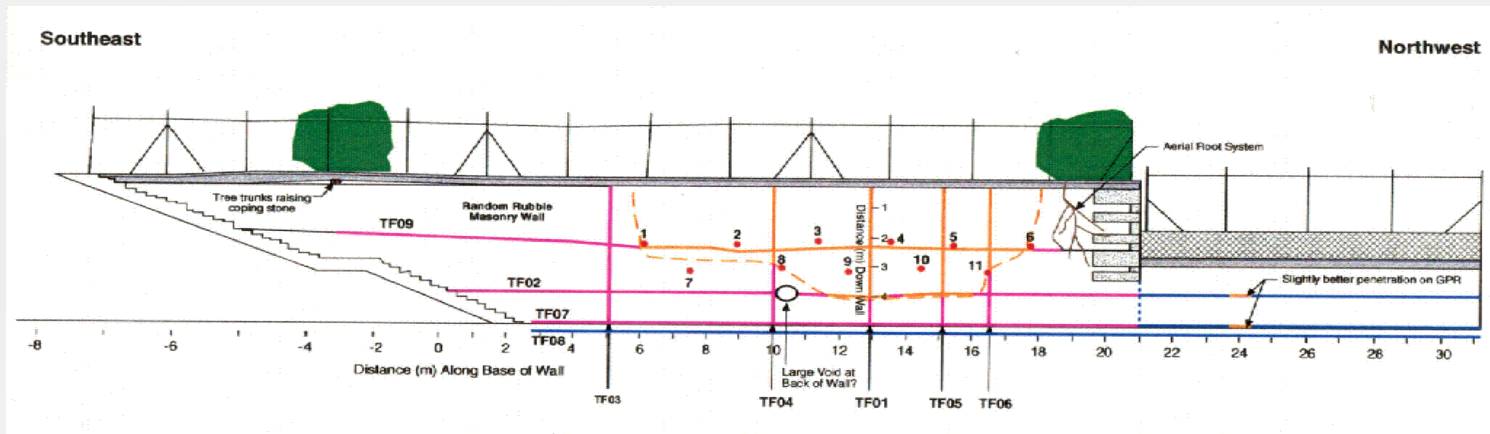 Southeast
Northwest
Aerial Root System
Tree trunks raising
coping stone
Random Rubble
Masonry Wall
TF09
Distance (m) Down Wall
1
2
3
4
1
2
3
4
5
6
7
8
9
10
11
TF02
Slightly better penetration on GPR
TF07
TF08
-8
-6
-4
-2
0
2
4
6
8
10
12
14
16
18
20
22
24
26
28
30
Distance (m) Along Base of Wall
Large Void at
Back of Wall?
TF03
TF04
TF01
TF05
TF06